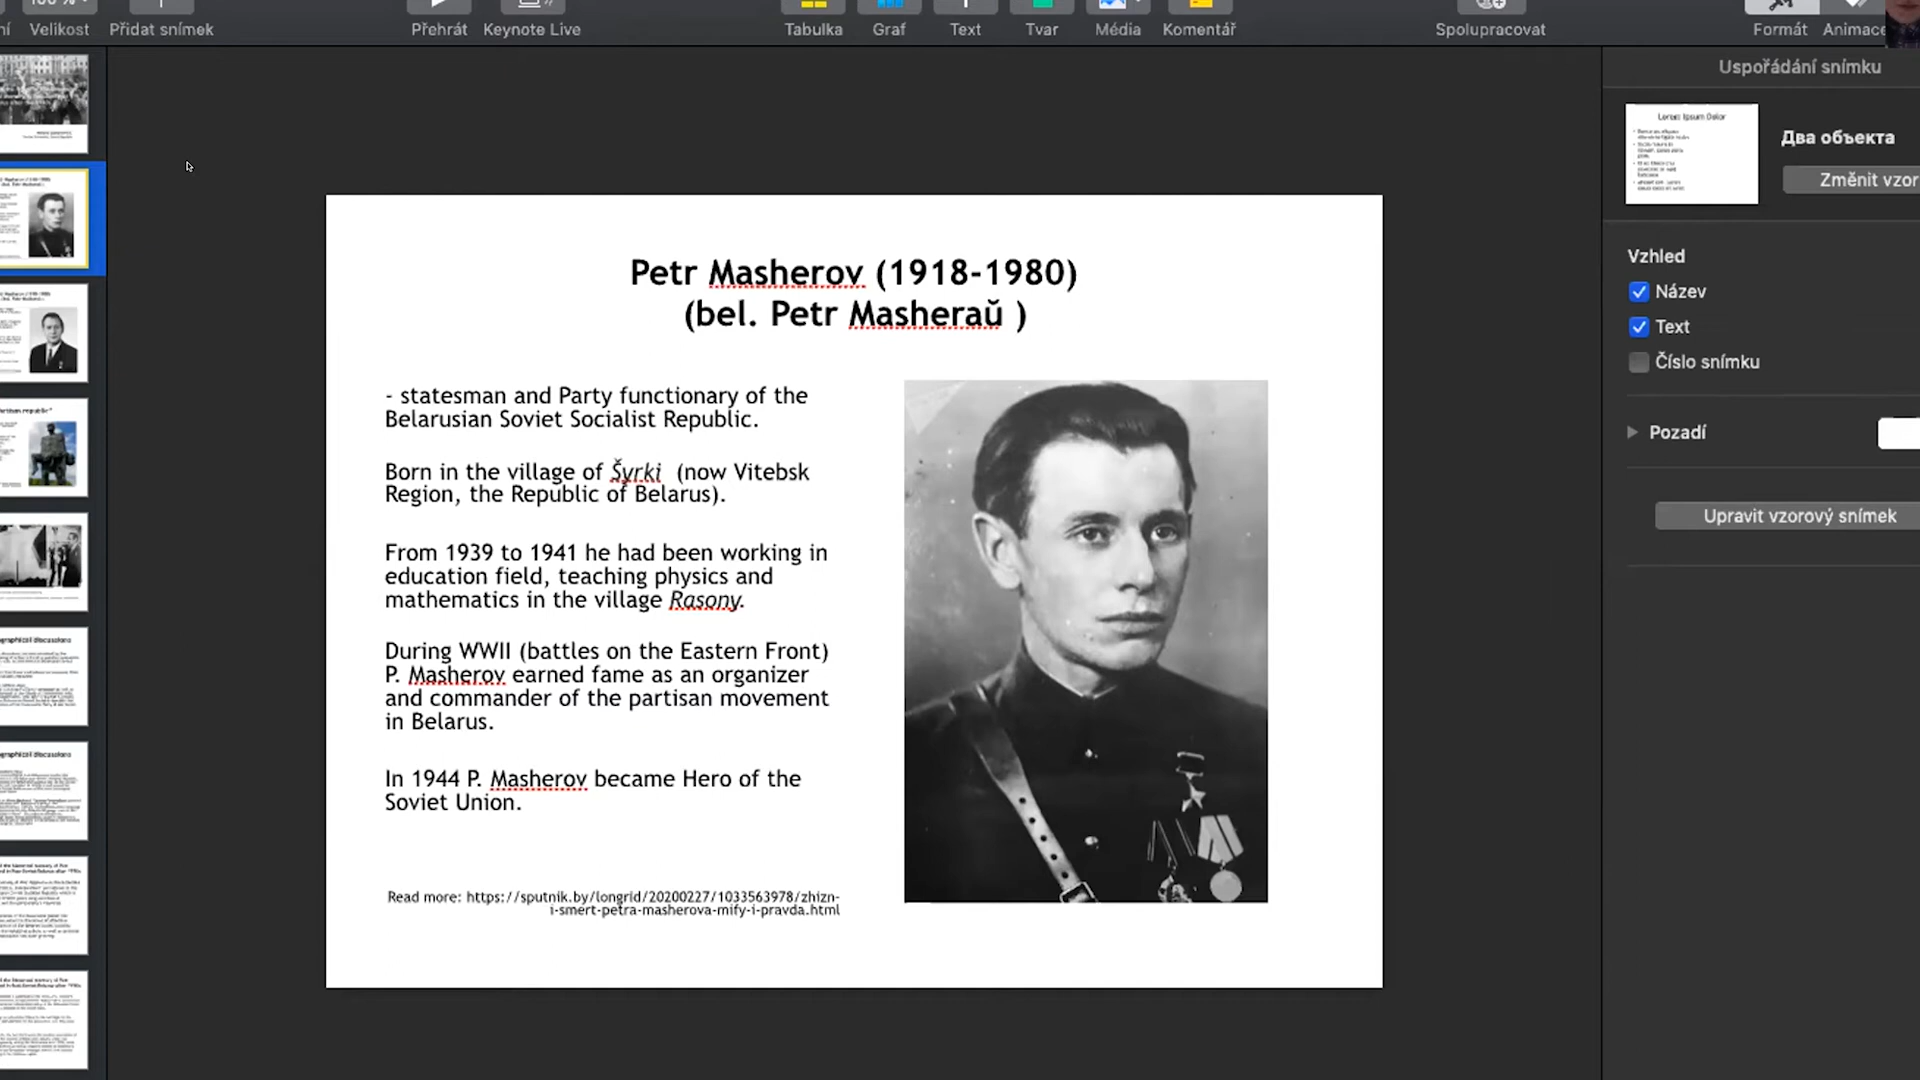 Velikost
Přidat snímek
Přehrát
Keynote Live
Tabulka
Graf
Text
Tvar
Média
Komentář
Spolupracovat
Formát
Animace
Uspořádání snímku
Lorem Ipsum Dolor
Два объекта
Změnit vzor
Vzhled
Název
Text
Číslo snímku
Pozadí
Upravit vzorový snímek
Petr Masherov (1918-1980)
(bel. Petr Masheraŭ )
- statesman and Party functionary of the
Belarusian Soviet Socialist Republic.
Born in the village of Šyrki (now Vitebsk
Region, the Republic of Belarus).
From 1939 to 1941 he had been working in
education field, teaching physics and
mathematics in the village Rasony.
During WWII (battles on the Eastern Front)
P. Masherov earned fame as an organizer
and commander of the partisan movement
in Belarus.
In 1944 P. Masherov became Hero of the
Soviet Union.
Read more: https://sputnik.by/longrid/20200227/1033563978/zhizn-
i-smert-petra-masherova-mify-i-pravda.html